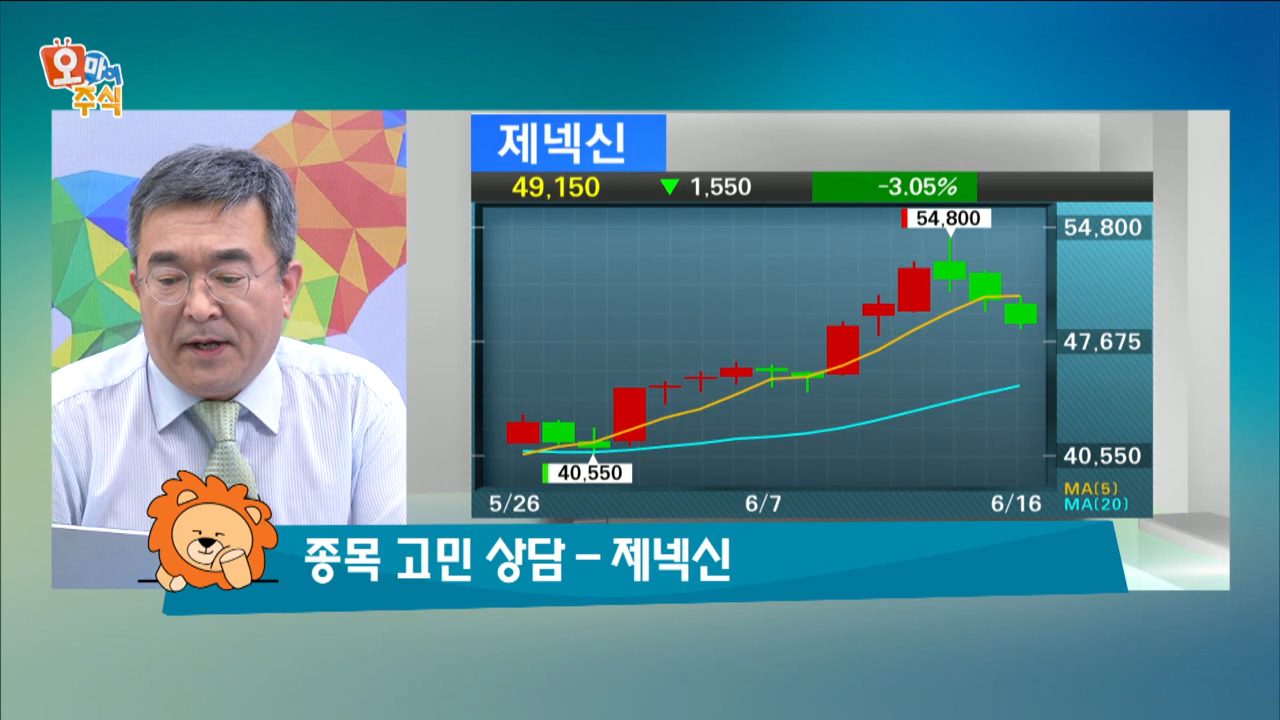 오마이
주식
제넥신
49,150 ▼ 1,550 -3.05%
54,800
54,800
47,675
40,550
40,550
5/26 6/7 6/16
MA(5)
MA(20)
종목 고민 상담 – 제넥신